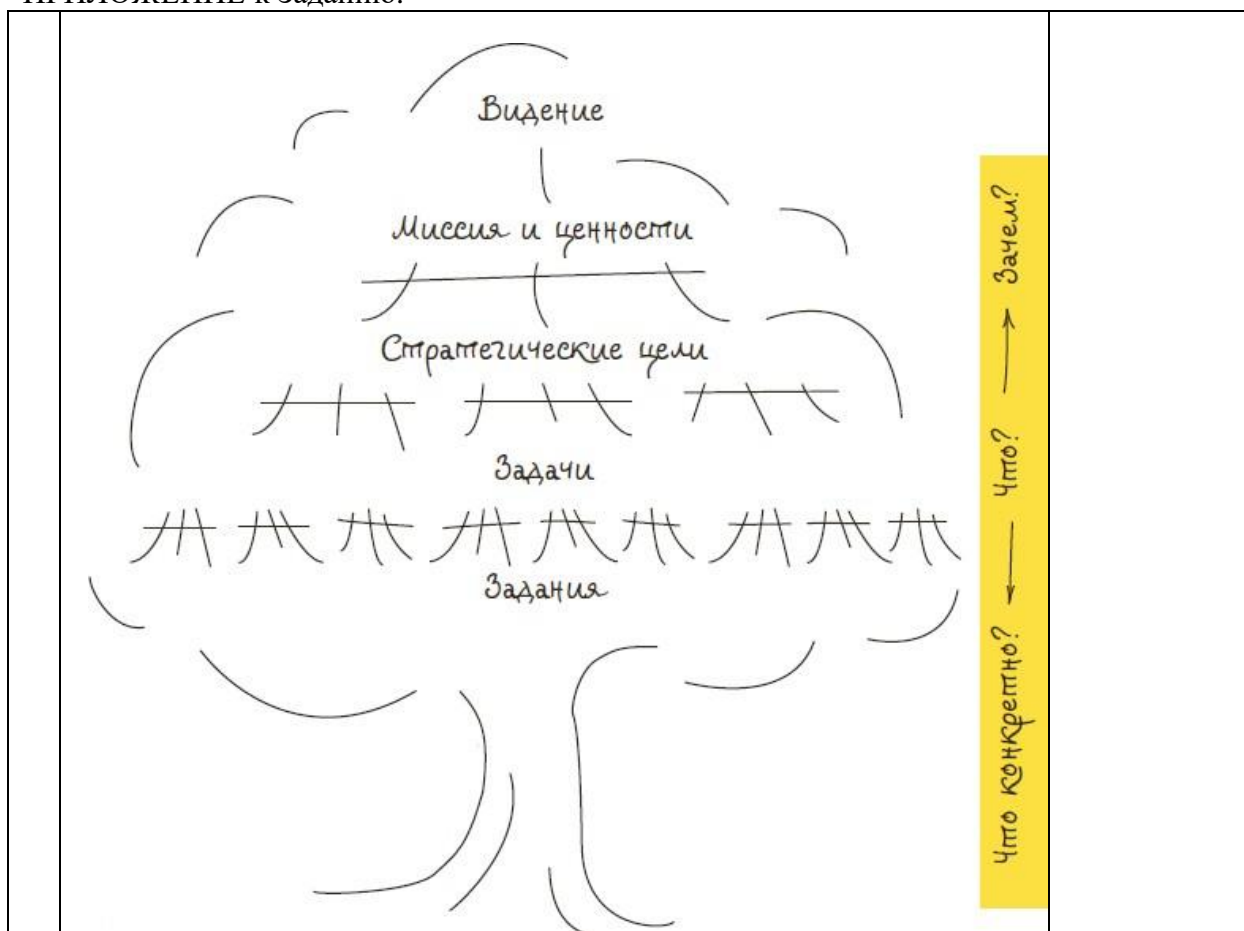 ПРИЛОЖЕНИЕ к Заданию:
Видение
Миссия и ценности
Стратегические цели
Задачи
Задания
Что конкретно? ← Что? → Зачем?